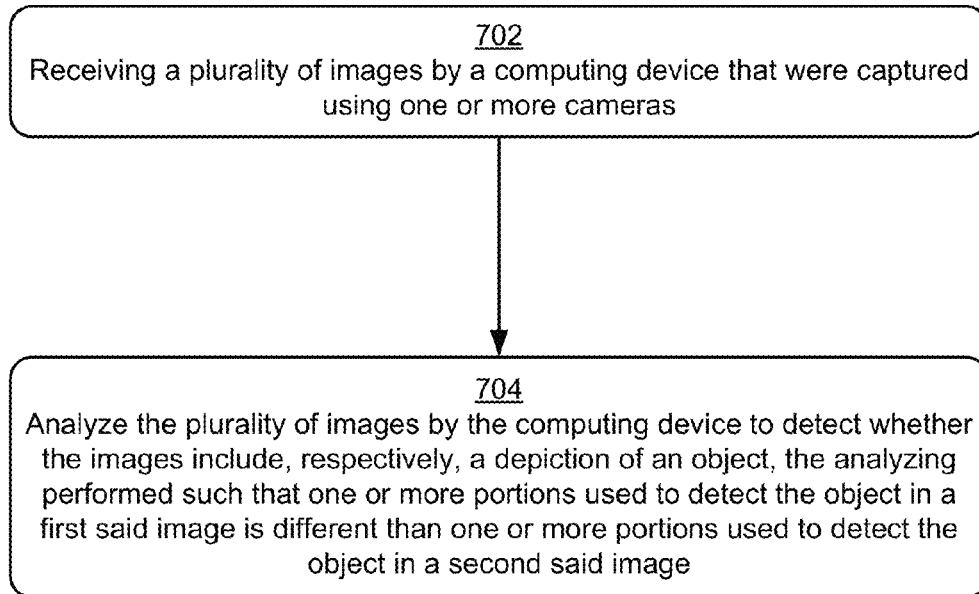 702
Receiving a plurality of images by a computing device that were captured
using one or more cameras
704
Analyze the plurality of images by the computing device to detect whether
the images include, respectively, a depiction of an object, the analyzing
performed such that one or more portions used to detect the object in a
first said image is different than one or more portions used to detect the
object in a second said image